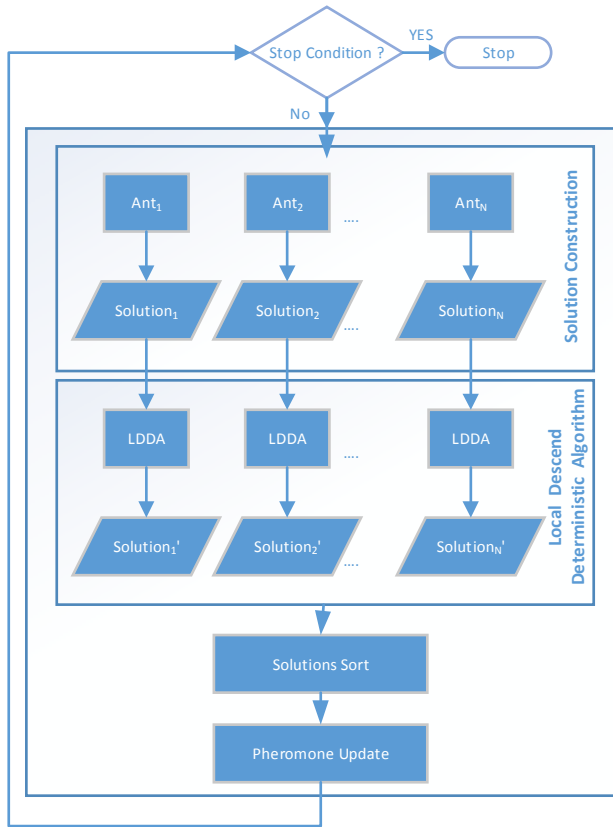 Stop Condition ?
YES
Stop
No
Ant1
Ant2
....
AntN
Solution1
Solution2
....
SolutionN
Solution Construction
LDDA
LDDA
....
LDDA
Solution1'
Solution2'
....
SolutionN'
Local Descend
Deterministic Algorithm
Solutions Sort
Pheromone Update